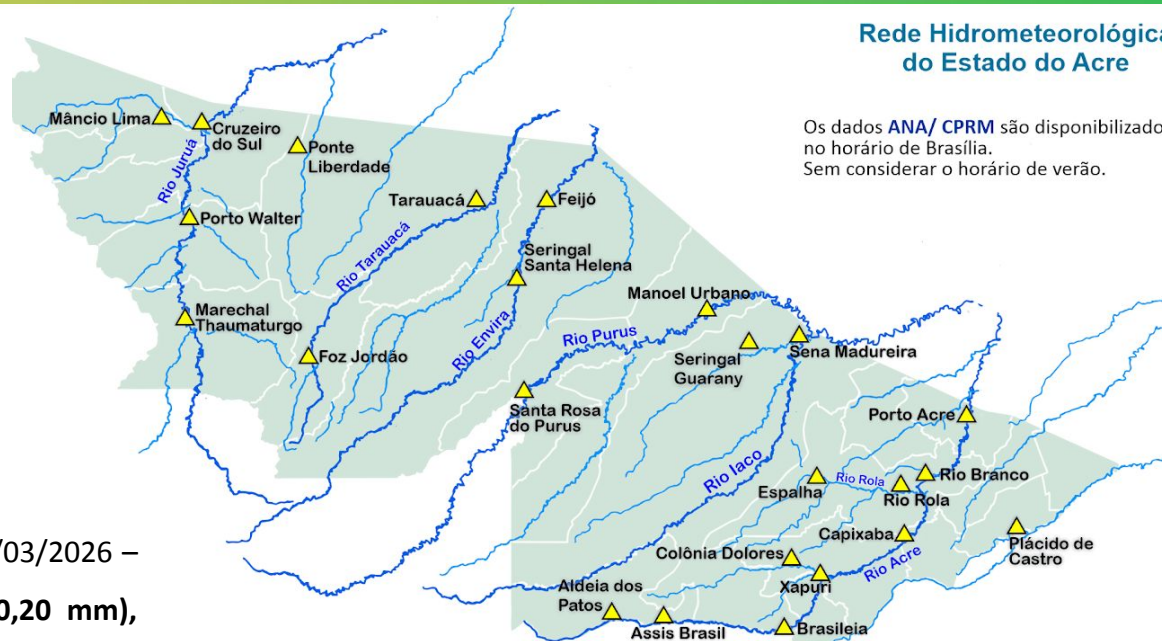 Rede Hidrometeorológica
do Estado do Acre
Os dados ANA/ CPRM são
no horário de Brasília.
Sem considerar o horário de verão.
Mâncio Lima
Cruzeiro
do Sul
Ponte
Liberdade
Rio Juruá
Tarauacá
Feijó
Porto Walter
Rio Tarauacá
Seringal
Santa Helena
Manoel Urbano
Marechal
Thaumaturgo
Rio Envira
Rio Purus
Foz Jordão
Seringal
Guarany
Sena Madureira
Santa Rosa
do Purus
Porto Acre
Rio Iaco
Espalha
Rio Rola
Rio Rola
Rio Branco
Capixaba
Plácido de
Castro
Colônia Dolores
Rio Acre
Xapuri
Aldeia dos
Patos
Assis Brasil
Brasileia
/03/2026 –
0,20 mm),